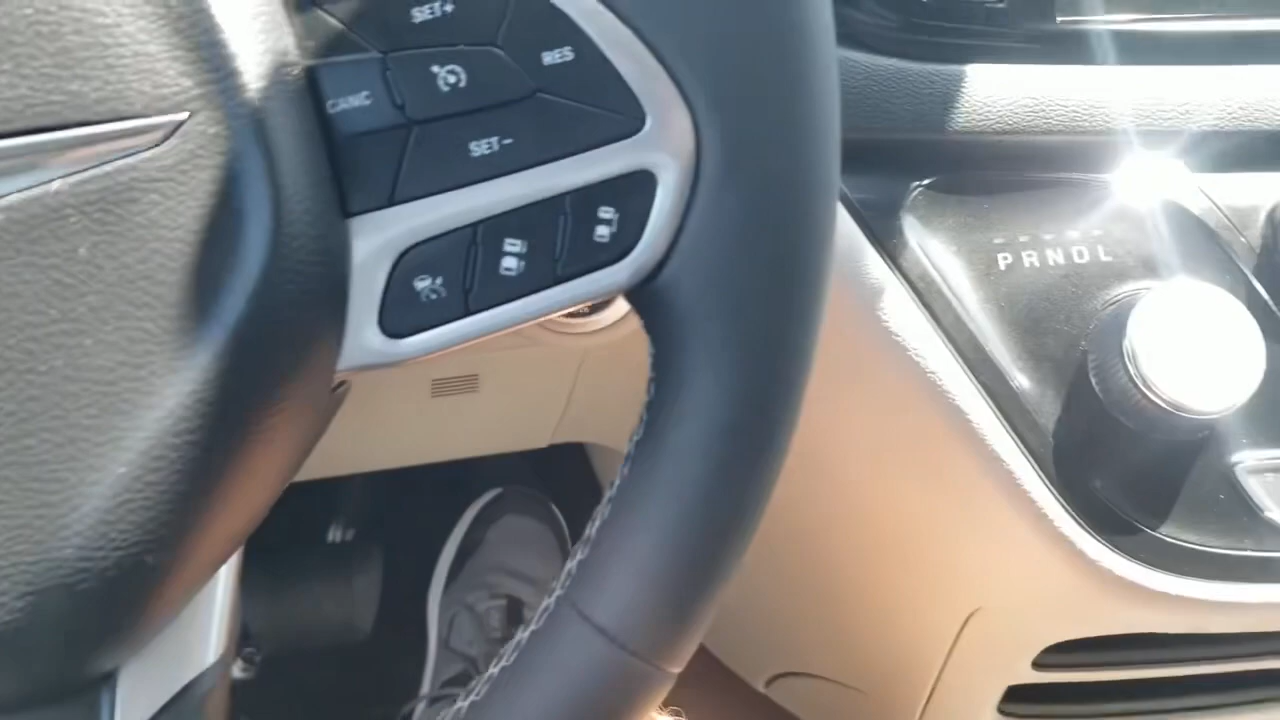 SET+
RES
CANC
SET-
PRNDL